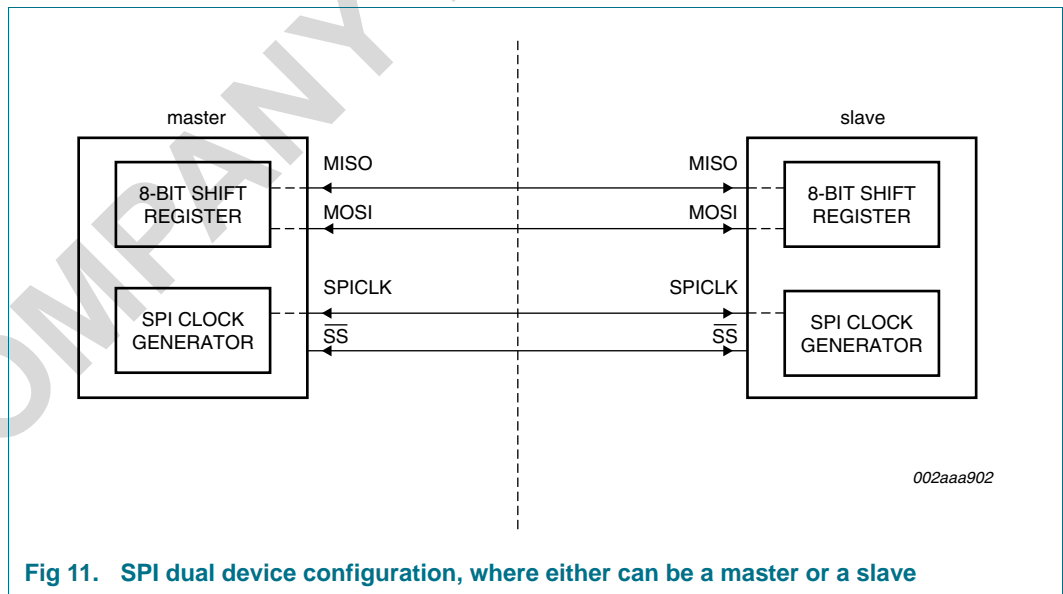 COMPANY
master
slave
MISO
MISO
8-BIT SHIFT
REGISTER
8-BIT SHIFT
REGISTER
MOSI
MOSI
SPICLK
SPICLK
SPI CLOCK
GENERATOR
SPI CLOCK
GENERATOR
SS
SS
002aaa902
Fig 11. SPI dual device configuration, where either can be a master or a slave